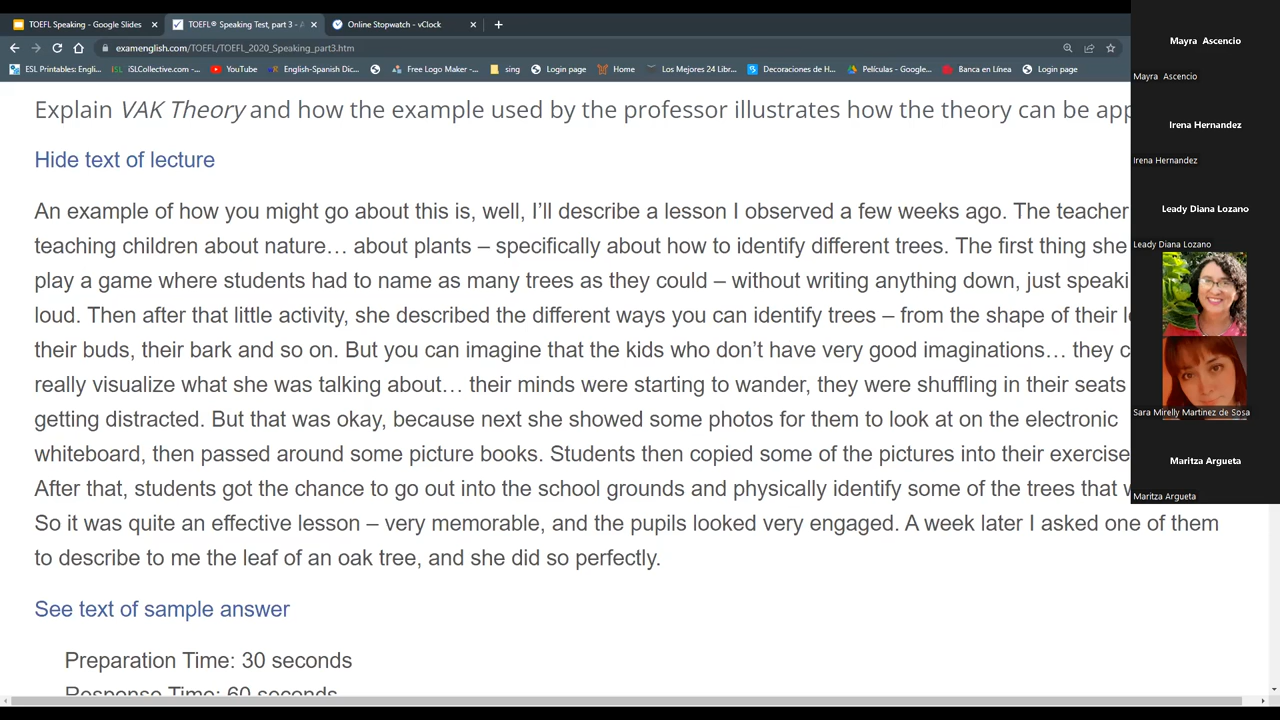 TOEFL Speaking - Google Slides
TOEFL® Speaking Test, part 3 - A
Online Stopwatch - vClock
examenglish.com/TOEFL/TOEFL_2020_Speaking_part3.htm
ESL Printables: Engli...
iSLCollective.com -...
YouTube
English-Spanish Dic...
Login page
Free Logo Maker -...
sing
Login page
Home
Los Mejores 24 Libr...
Decoraciones de H...
Películas - Google...
Banca en Línea
Login page
Explain VAK Theory and how the example used by the professor illustrates how the theory can be app
Hide text of lecture
An example of how you might go about this is, well, I'll describe a lesson I observed a few weeks ago. The teacher
teaching children about nature… about plants – specifically about how to identify different trees. The first thing she
play a game where students had to name as many trees as they could – without writing anything down, just speaki
loud. Then after that little activity, she described the different ways you can identify trees – from the shape of their l
their buds, their bark and so on. But you can imagine that the kids who don't have very good imaginations… they c
really visualize what she was talking about… their minds were starting to wander, they were shuffling in their seats
getting distracted. But that was okay, because next she showed some photos for them to look at on the electronic
whiteboard, then passed around some picture books. Students then copied some of the pictures into their exercise
After that, students got the chance to go out into the school grounds and physically identify some of the trees that w
So it was quite an effective lesson – very memorable, and the pupils looked very engaged. A week later I asked one of them
to describe to me the leaf of an oak tree, and she did so perfectly.
See text of sample answer
Preparation Time: 30 seconds
Response Time: 60 seconds
Mayra Ascencio
Mayra Ascencio
Irena Hernandez
Irena Hernandez
Leady Diana Lozano
Leady Diana Lozano
Sara Mirelly Martinez de Sosa
Maritza Argueta
Maritza Argueta